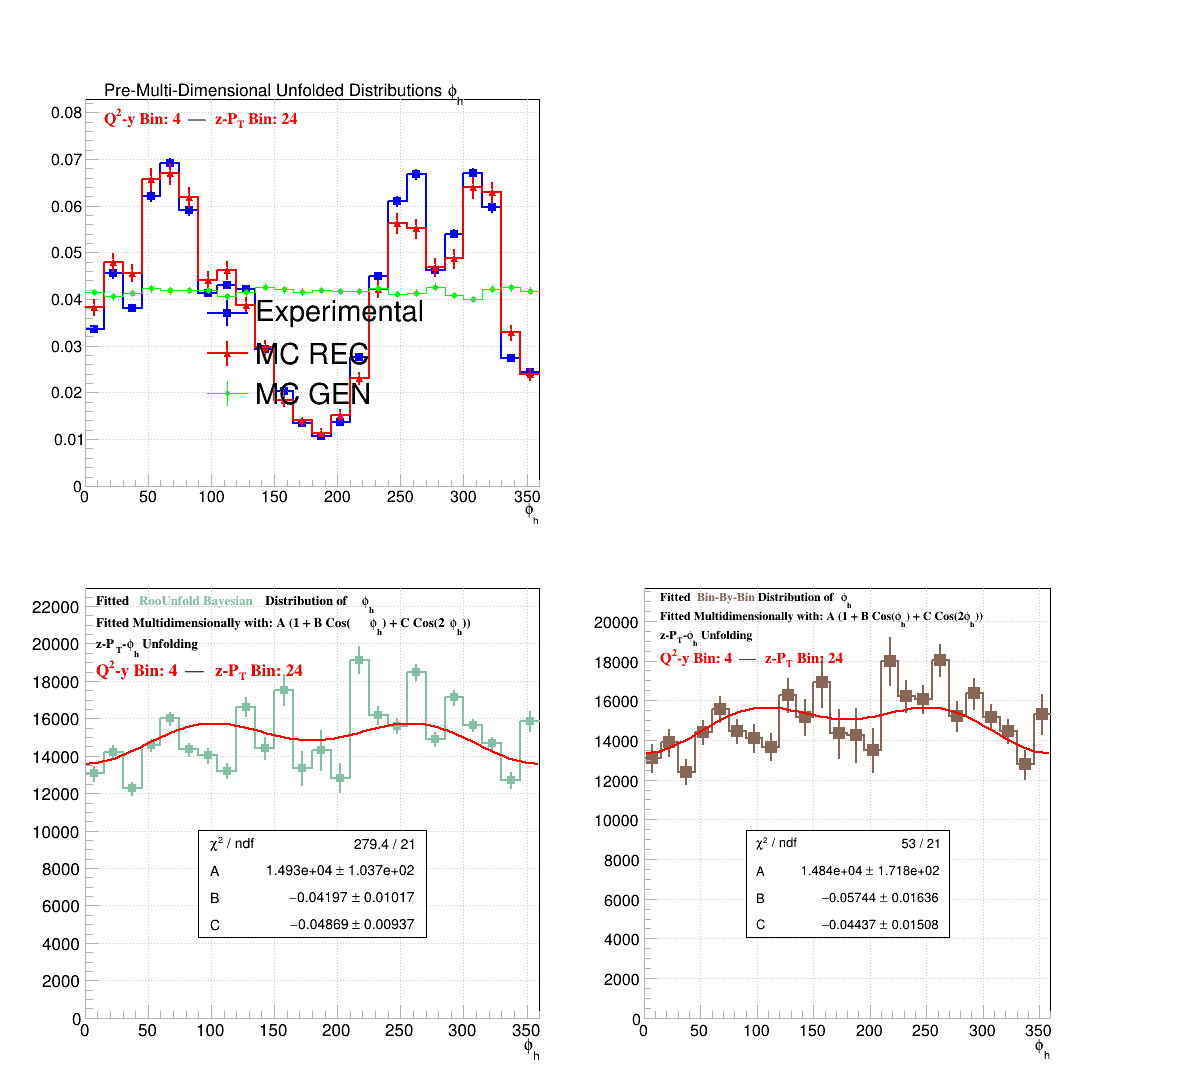 Pre-Multi-Dimensional Unfolded Distributions ϕh
Q2-y Bin: 4 — z-PT Bin: 24
0.08
0.07
0.06
0.05
0.04
0.03
0.02
0.01
0
Experimental
MC REC
MC GEN
0 50 100 150 200 250 300 350
ϕh
Fitted RooUnfold Bayesian Distribution of ϕh
Fitted Multidimensionally with: A (1 + B Cos( ϕh) + C Cos(2 ϕh))
z-PT-ϕh Unfolding
Q2-y Bin: 4 — z-PT Bin: 24
22000
20000
18000
16000
14000
12000
10000
8000
6000
4000
2000
0
χ2 / ndf 279.4 / 21
A 1.493e+04 ± 1.037e+02
B −0.04197 ± 0.01017
C −0.04869 ± 0.00937
0 50 100 150 200 250 300 350
ϕh
Fitted Bin-By-Bin Distribution of ϕh
Fitted Multidimensionally with: A (1 + B Cos(ϕh) + C Cos(2ϕh))
z-PT-ϕh Unfolding
Q2-y Bin: 4 — z-PT Bin: 24
20000
18000
16000
14000
12000
10000
8000
6000
4000
2000
0
χ2 / ndf 53 / 21
A 1.484e+04 ± 1.718e+02
B −0.05744 ± 0.01636
C −0.04437 ± 0.01508
0 50 100 150 200 250 300 350
ϕh